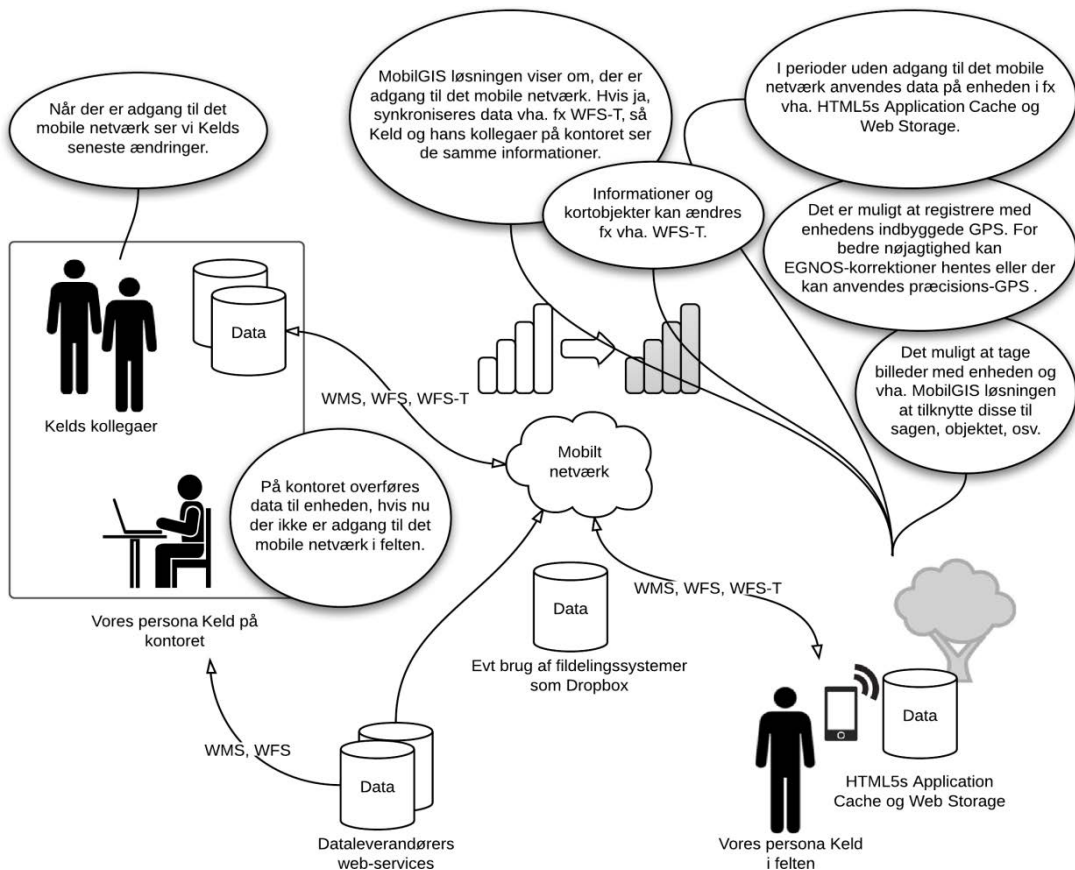 Når der er adgang til det
mobile netværk ser vi Kelds
seneste ændringer.
MobilGIS løsningen viser om, der er
adgang til det mobile netværk. Hvis ja,
synkroniseres data vha. fx WFS-T, så
Keld og hans kollegaer på kontoret ser
de samme informationer.
I perioder uden adgang til det mobile
netværk anvendes data på enheden i fx
vha. HTML5s Application Cache og
Web Storage.
Informationer og
kortobjekter kan ændres
fx vha. WFS-T.
Det er muligt at registrere med
enhedens indbyggede GPS. For
bedre nøjagtighed kan
EGNOS-korrektioner hentes eller der
kan anvendes præcisions-GPS .
Det muligt at tage
billeder med enheden og
vha. MobilGIS løsningen
at tilknytte disse til
sagen, objektet, osv.
Data
Kelds kollegaer
WMS, WFS, WFS-T
Mobilt
netværk
På kontoret overføres
data til enheden, hvis nu
der ikke er adgang til det
mobile netværk i felten.
Vores persona Keld på
kontoret
Data
WMS, WFS, WFS-T
Evt brug af fildelingssystemer
som Dropbox
WMS, WFS
Data
Dataleverandørers
web-services
Data
HTML5s Application
Cache og Web Storage
Vores persona Keld
i felten